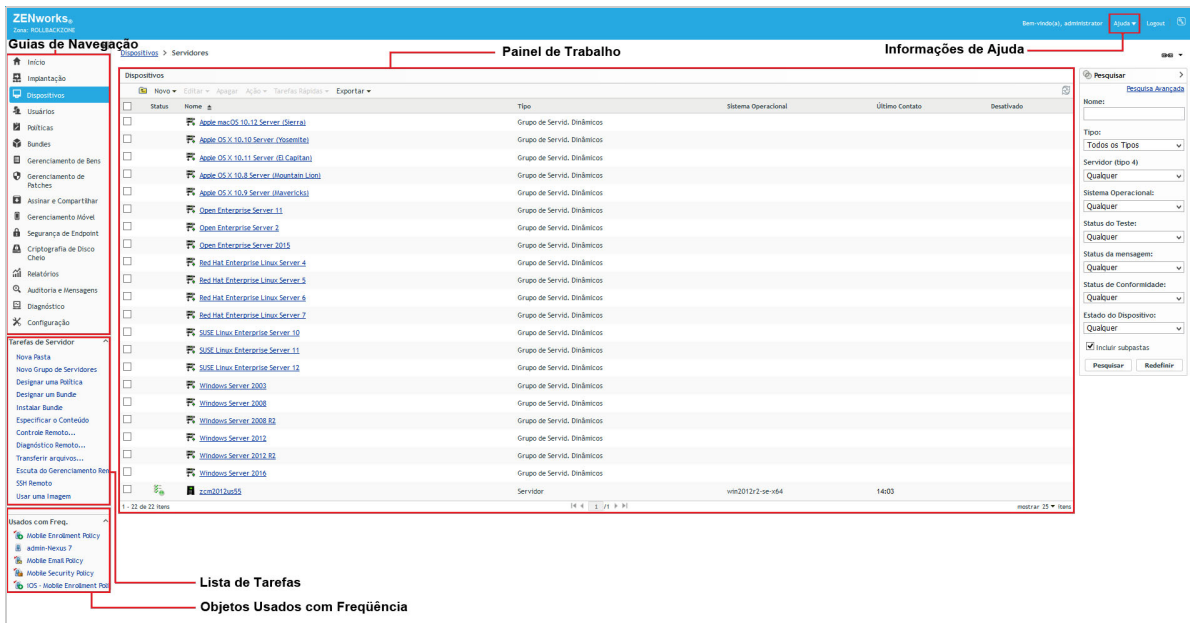 ZENworks®
Zona: ROLLBACKZONE
Bem-vindo(a), administrator
Ajuda
Logout
Guias de Navegação
Painel de Trabalho
Informações de Ajuda
Início
Implantação
Dispositivos
Usuários
Políticas
Bundles
Gerenciamento de Bens
Gerenciamento de
Patches
Assinar e Compartilhar
Gerenciamento Móvel
Segurança de Endpoint
Criptografia de Disco
Cheio
Relatórios
Auditoria e Mensagens
Diagnóstico
Configuração
Tarefas de Servidor
Nova Pasta
Novo Grupo de Servidores
Designar uma Política
Designar um Bundle
Instalar Bundle
Especificar o Conteúdo
Controle Remoto...
Diagnóstico Remoto...
Transferir arquivos...
Escuta do Gerenciamento Rem
SSH Remoto
Usar uma Imagem
Usados com Freq.
Mobile Enrollment Policy
admin-Nexus 7
Mobile Email Policy
Mobile Security Policy
IOS - Mobile Enrollment Poli
Dispositivos > Servidores
Dispositivos
Novo Editar Apagar Ação Tarefas Rápidas Exportar
Status Nome Tipo Sistema Operacional Último Contato Desativado
Apple macOS 10.12 Server (Sierra) Grupo de Servid. Dinâmicos
Apple OS X 10.10 Server (Yosemite) Grupo de Servid. Dinâmicos
Apple OS X 10.11 Server (El Capitan) Grupo de Servid. Dinâmicos
Apple OS X 10.8 Server (Mountain Lion) Grupo de Servid. Dinâmicos
Apple OS X 10.9 Server (Mavericks) Grupo de Servid. Dinâmicos
Open Enterprise Server 11 Grupo de Servid. Dinâmicos
Open Enterprise Server 2 Grupo de Servid. Dinâmicos
Open Enterprise Server 2015 Grupo de Servid. Dinâmicos
Red Hat Enterprise Linux Server 4 Grupo de Servid. Dinâmicos
Red Hat Enterprise Linux Server 5 Grupo de Servid. Dinâmicos
Red Hat Enterprise Linux Server 6 Grupo de Servid. Dinâmicos
Red Hat Enterprise Linux Server 7 Grupo de Servid. Dinâmicos
SUSE Linux Enterprise Server 10 Grupo de Servid. Dinâmicos
SUSE Linux Enterprise Server 11 Grupo de Servid. Dinâmicos
SUSE Linux Enterprise Server 12 Grupo de Servid. Dinâmicos
Windows Server 2003 Grupo de Servid. Dinâmicos
Windows Server 2008 Grupo de Servid. Dinâmicos
Windows Server 2008 R2 Grupo de Servid. Dinâmicos
Windows Server 2012 Grupo de Servid. Dinâmicos
Windows Server 2012 R2 Grupo de Servid. Dinâmicos
Windows Server 2016 Grupo de Servid. Dinâmicos
zcm2012us55 Servidor win2012r2-se-x64 14:03
1 - 22 de 22 itens
1 /1
mostrar 25 itens
Pesquisar
Pesquisa Avançada
Nome:
Tipo:
Todos os Tipos
Servidor (tipo 4)
Qualquer
Sistema Operacional:
Qualquer
Status do Teste:
Qualquer
Status da mensagem:
Qualquer
Status de Conformidade:
Qualquer
Estado do Dispositivo:
Qualquer
Incluir subpastas
Pesquisar Redefinir
Lista de Tarefas
Objetos Usados com Freqüência